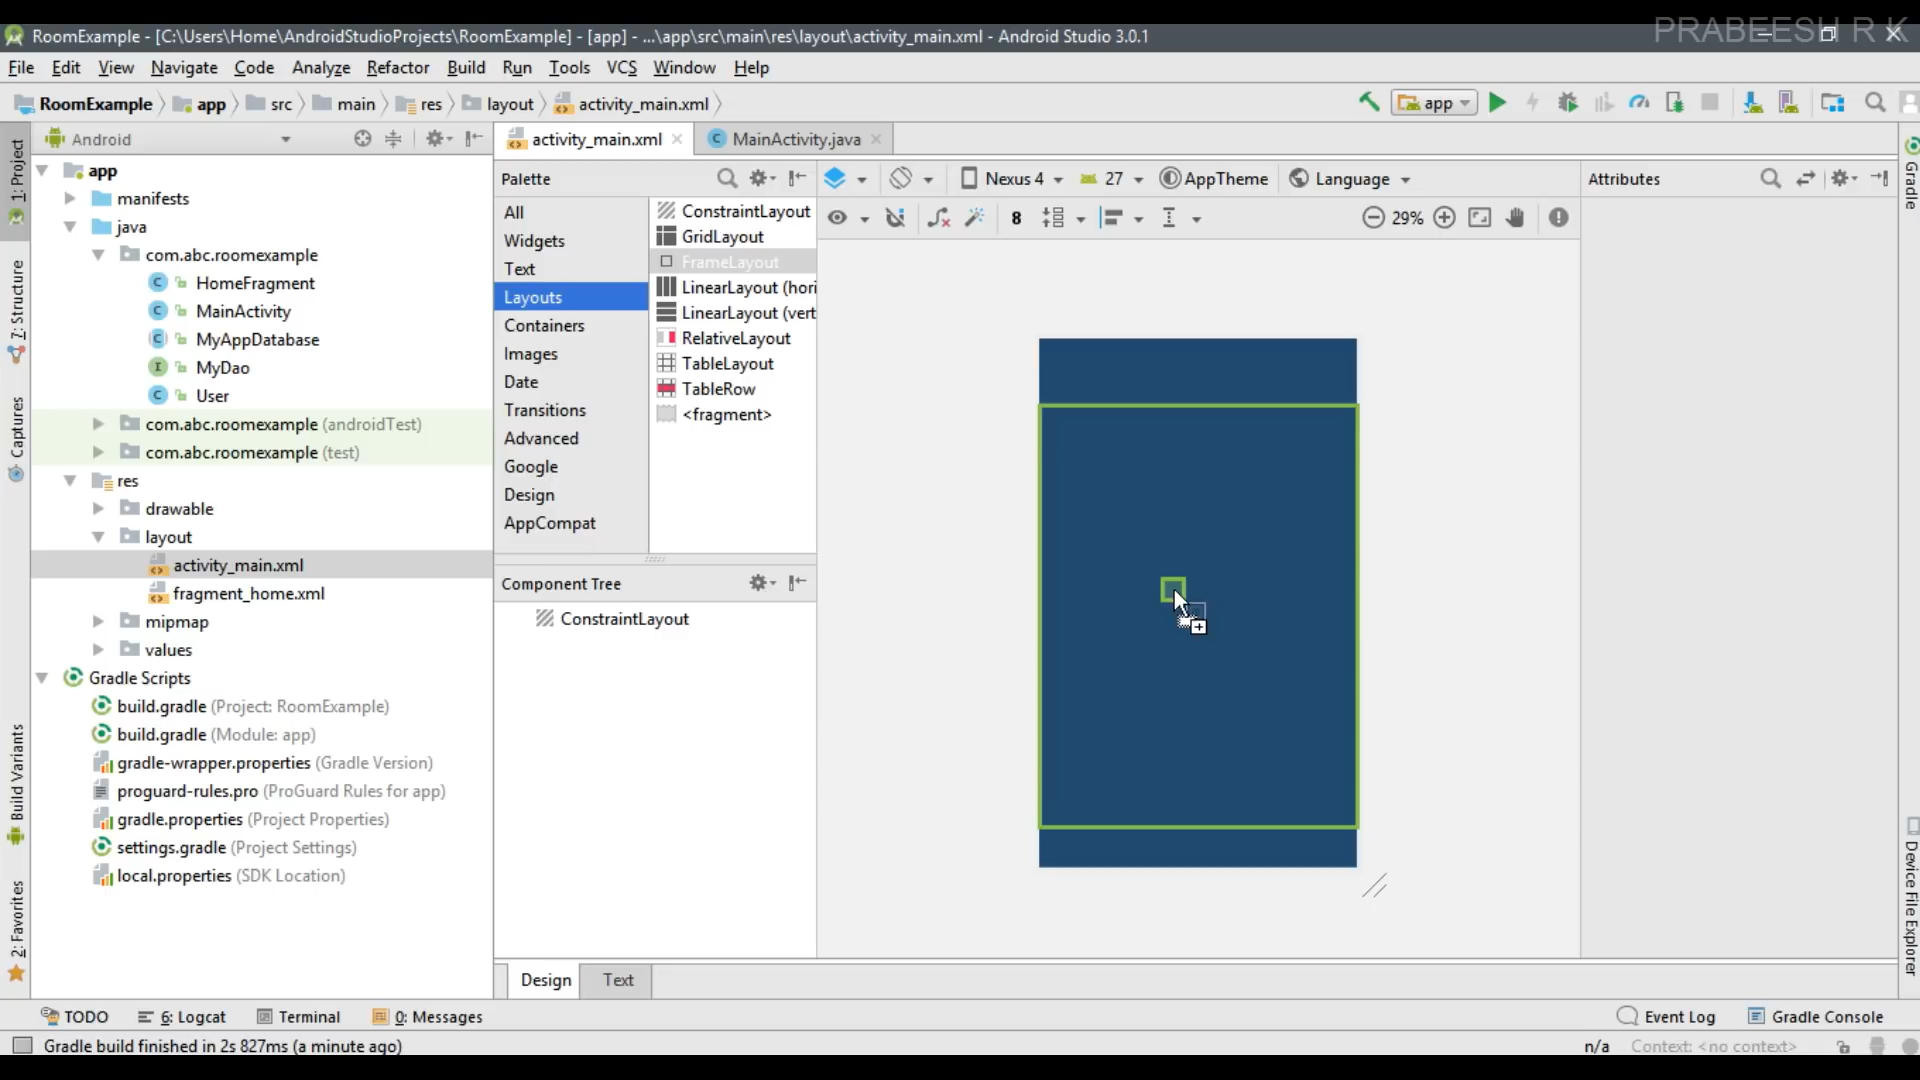 PRABEESH R K
RoomExample - [C:\Users\Home\AndroidStudioProjects\RoomExample] - [app] - ...\app\src\main\res\layout\activity_main.xml - Android Studio 3.0.1
File Edit View Navigate Code Analyze Refactor Build Run Tools VCS Window Help
RoomExample app src main res layout activity_main.xml app
Android
activity_main.xml MainActivity.java
1: Project
7: Structure
Captures
Build Variants
2: Favorites
app
manifests
java
com.abc.roomexample
HomeFragment
MainActivity
MyAppDatabase
MyDao
User
com.abc.roomexample (androidTest)
com.abc.roomexample (test)
res
drawable
layout
activity_main.xml
fragment_home.xml
mipmap
values
Gradle Scripts
build.gradle (Project: RoomExample)
build.gradle (Module: app)
gradle-wrapper.properties (Gradle Version)
proguard-rules.pro (ProGuard Rules for app)
gradle.properties (Project Properties)
settings.gradle (Project Settings)
local.properties (SDK Location)
Palette
All
Widgets
Text
Layouts
Containers
Images
Date
Transitions
Advanced
Google
Design
AppCompat
ConstraintLayout
GridLayout
FrameLayout
LinearLayout (hori
LinearLayout (vert
RelativeLayout
TableLayout
TableRow
<fragment>
Component Tree
ConstraintLayout
Nexus 4 27 AppTheme Language
8 29%
Attributes
Gradle
Device File Explorer
Design Text
TODO 6: Logcat Terminal 0: Messages Event Log Gradle Console
Gradle build finished in 2s 827ms (a minute ago) n/a Context: <no context>